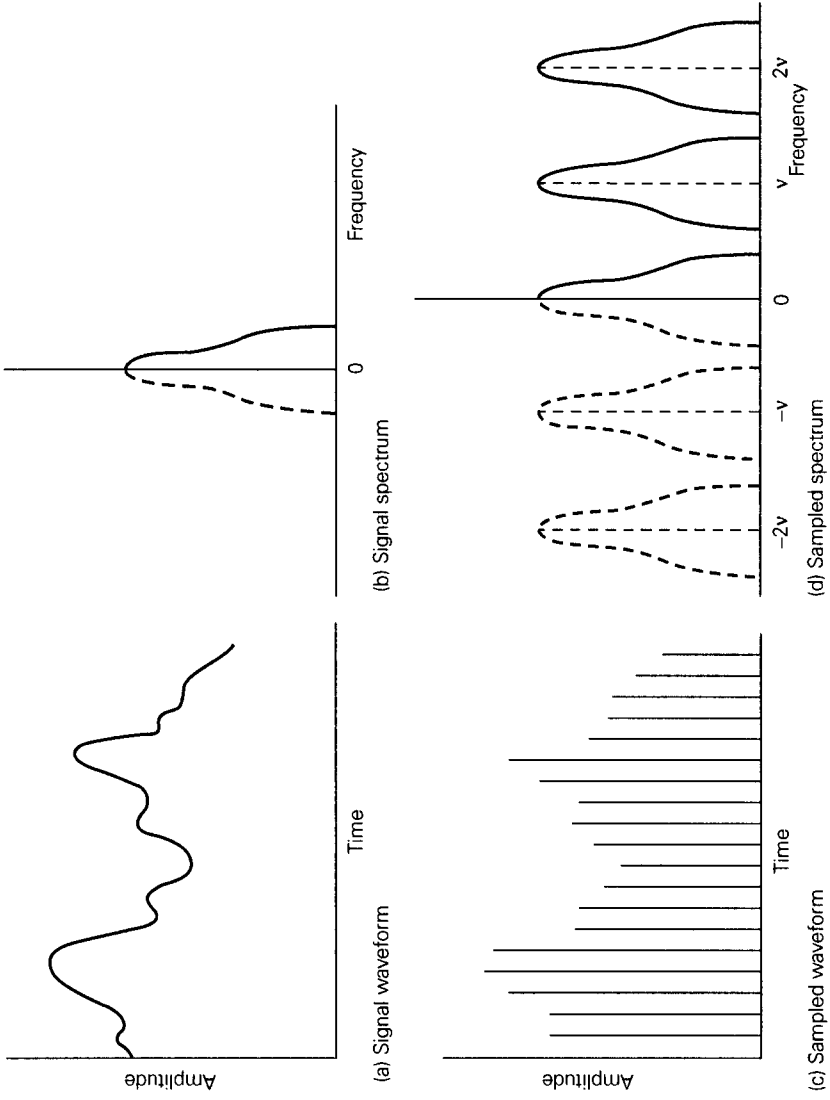 Amplitude
Time
(a) Signal waveform
0
Frequency
(b) Signal spectrum
Amplitude
Time
(c) Sampled waveform
-2ν
-ν
0
ν
2ν
Frequency
(d) Sampled spectrum